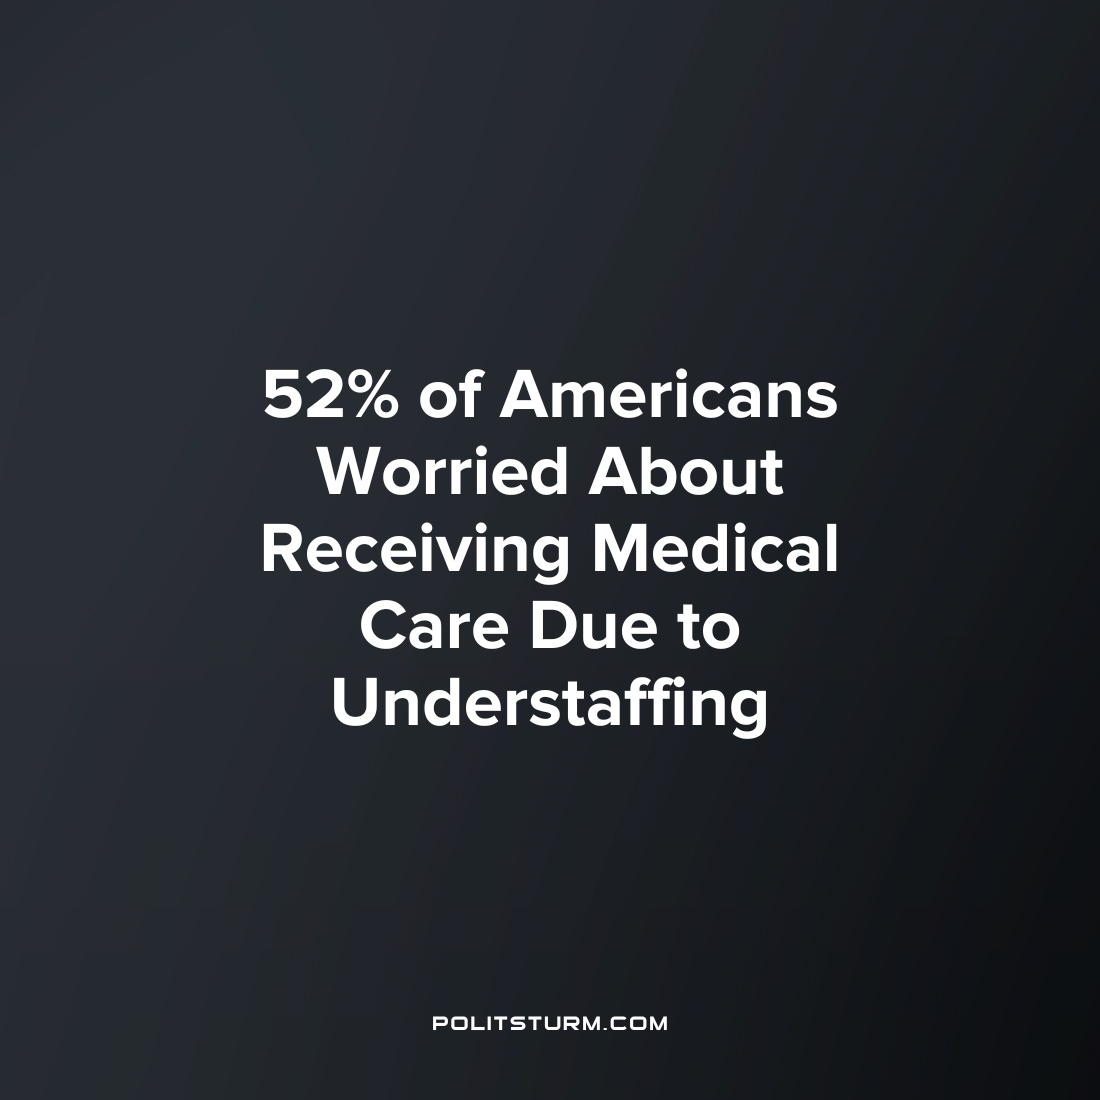 52% of Americans
Worried About
Receiving Medical
Care Due to
Understaffing
POLITSTURM.COM